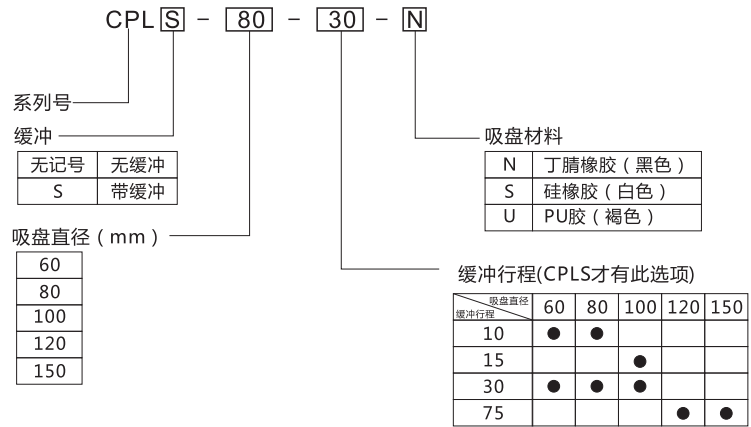 CPL S - 80 - 30 - N
系列号
缓冲
无记号 无缓冲
S 带缓冲
吸盘直径（mm）
60
80
100
120
150
吸盘材料
N 丁腈橡胶（黑色）
S 硅橡胶（白色）
U PU胶（褐色）
缓冲行程(CPLS才有此选项)
吸盘直径 60 80 100 120 150
缓冲行程
10 ● ●
15 ●
30 ● ● ●
75 ● ●